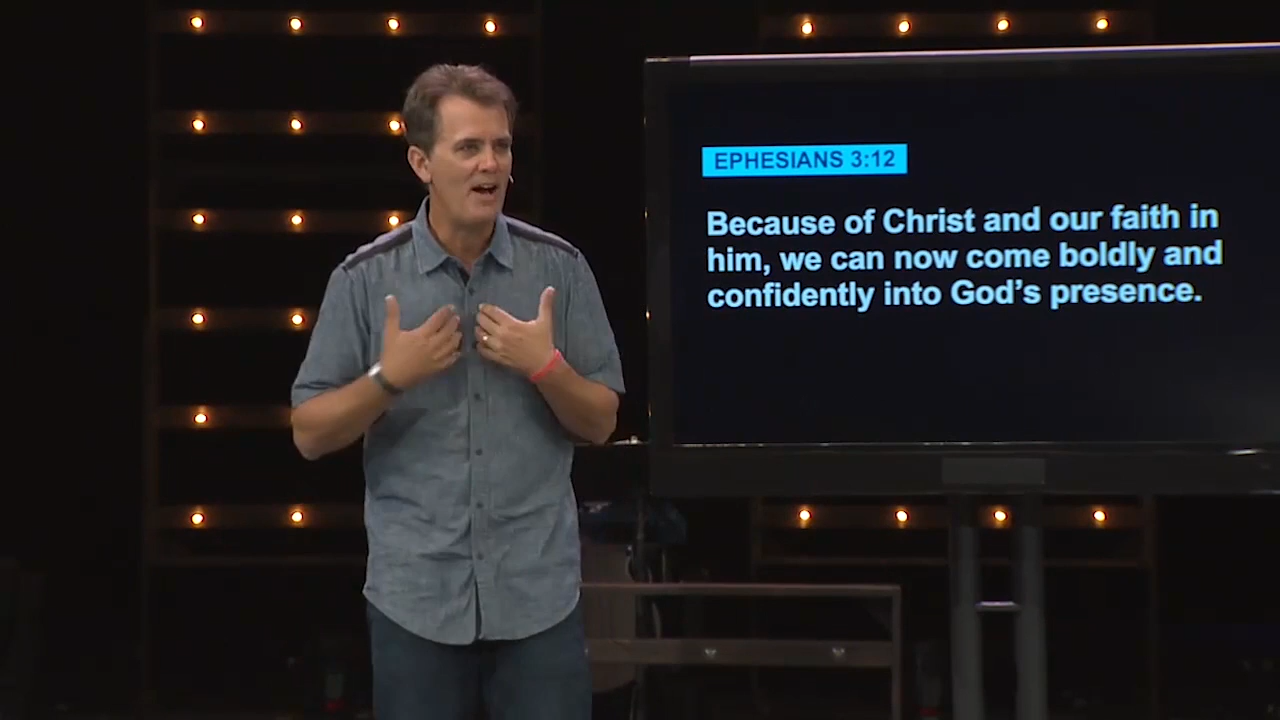 EPHESIANS 3:12
Because of Christ and our faith in
him, we can now come boldly and
confidently into God’s presence.